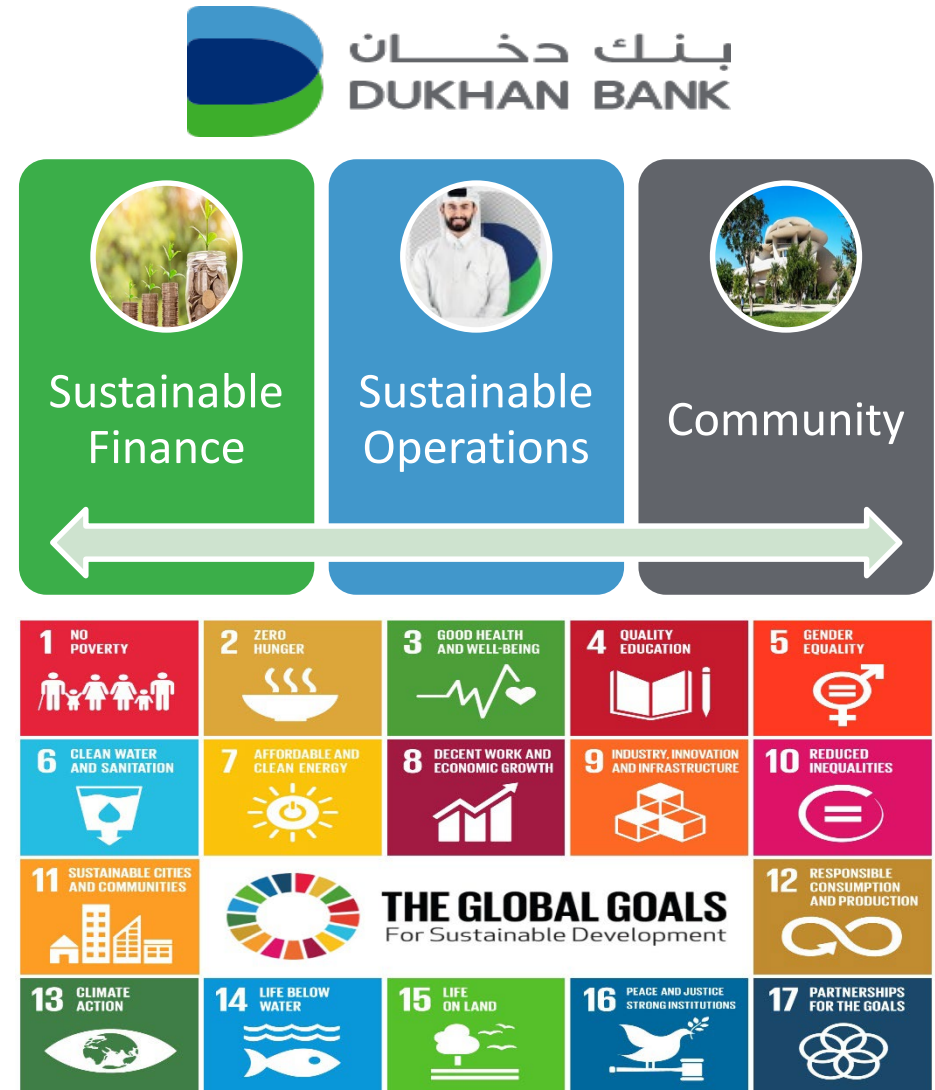 بنك دخان
DUKHAN BANK
Sustainable
Finance
Sustainable
Operations
Community
1 NO
POVERTY
2 ZERO
HUNGER
3 GOOD HEALTH
AND WELL-BEING
4 QUALITY
EDUCATION
5 GENDER
EQUALITY
6 CLEAN WATER
AND SANITATION
7 AFFORDABLE AND
CLEAN ENERGY
8 DECENT WORK AND
ECONOMIC GROWTH
9 INDUSTRY, INNOVATION
AND INFRASTRUCTURE
10 REDUCED
INEQUALITIES
11 SUSTAINABLE CITIES
AND COMMUNITIES
THE GLOBAL GOALS
For Sustainable Development
12 RESPONSIBLE
CONSUMPTION
AND PRODUCTION
13 CLIMATE
ACTION
14 LIFE BELOW
WATER
15 LIFE
ON LAND
16 PEACE AND JUSTICE
STRONG INSTITUTIONS
17 PARTNERSHIPS
FOR THE GOALS